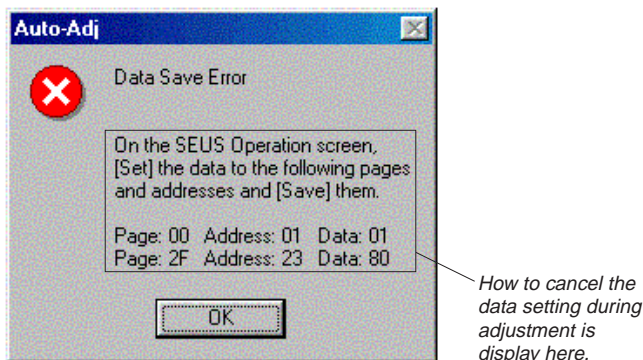 Auto-Adj
Data Save Error
On the SEUS Operation screen,
[Set] the data to the following pages
and addresses and [Save] them.
Page: 00 Address: 01 Data: 01
Page: 2F Address: 23 Data: 80
OK
How to cancel the
data setting during
adjustment is
display here.